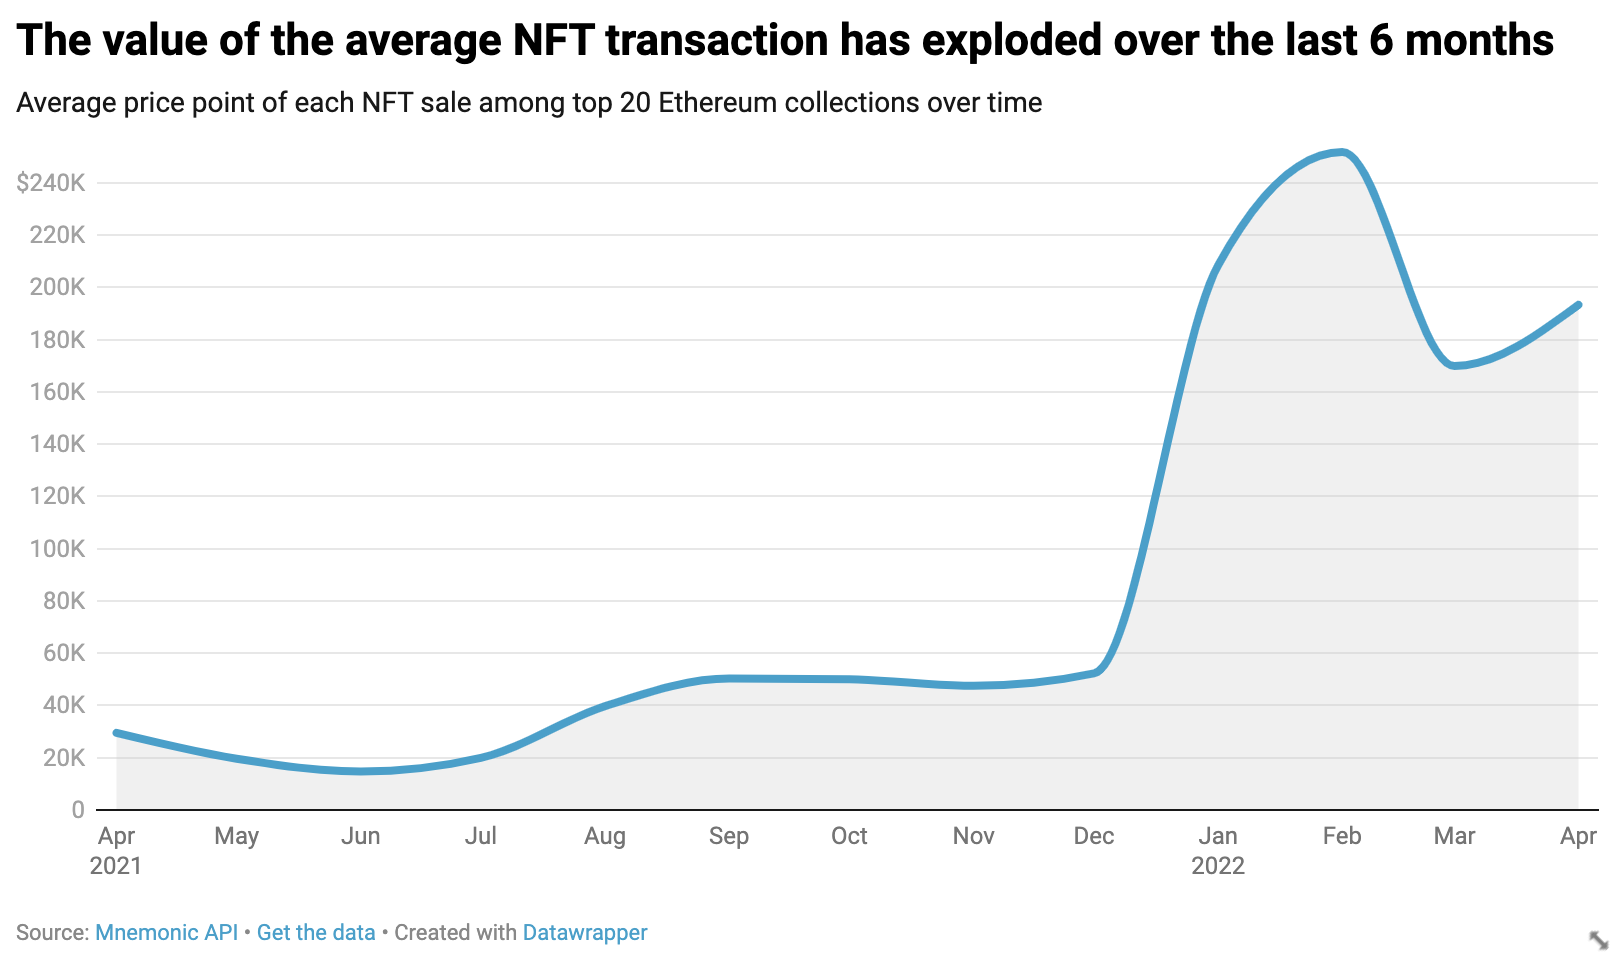 The value of the average NFT transaction has exploded over the last 6 months
Average price point of each NFT sale among top 20 Ethereum collections over time
$240K
220K
200K
180K
160K
140K
120K
100K
80K
60K
40K
20K
0
Apr May Jun Jul Aug Sep Oct Nov Dec Jan Feb Mar Apr
2021 2022
Source: Mnemonic API • Get the data • Created with Datawrapper